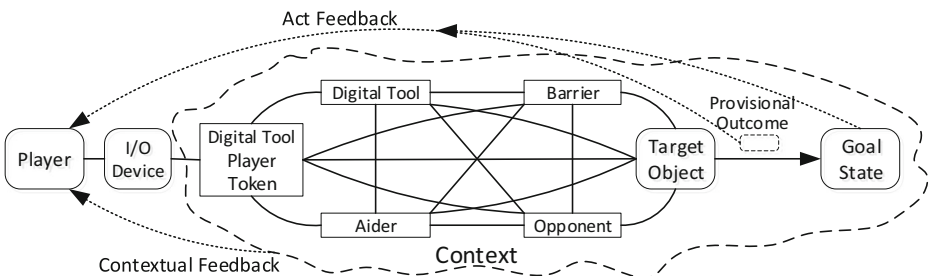 Act Feedback
Digital Tool
Barrier
Provisional
Outcome
Player
I/O
Device
Digital Tool
Player
Token
Target
Object
Goal
State
Aider
Opponent
Context
Contextual Feedback